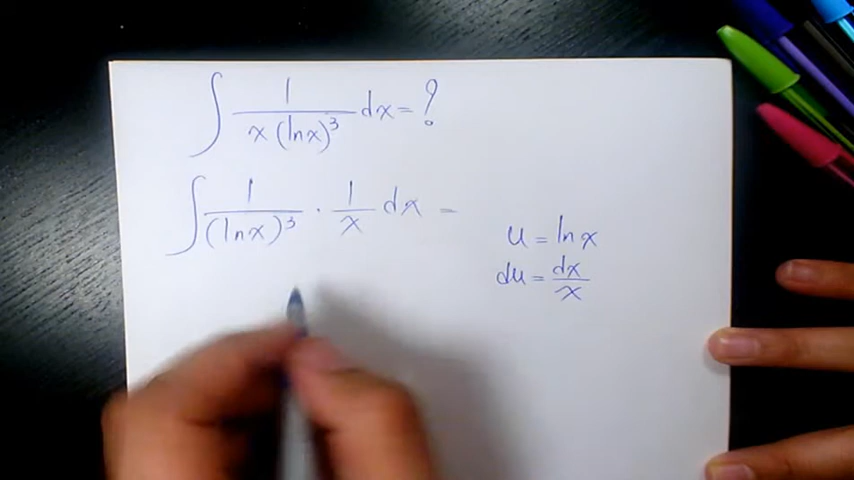 ∫ 1/(x(lnx)³) dx = ?
∫ 1/(lnx)³ · 1/x dx =
u = lnx
du = dx/x